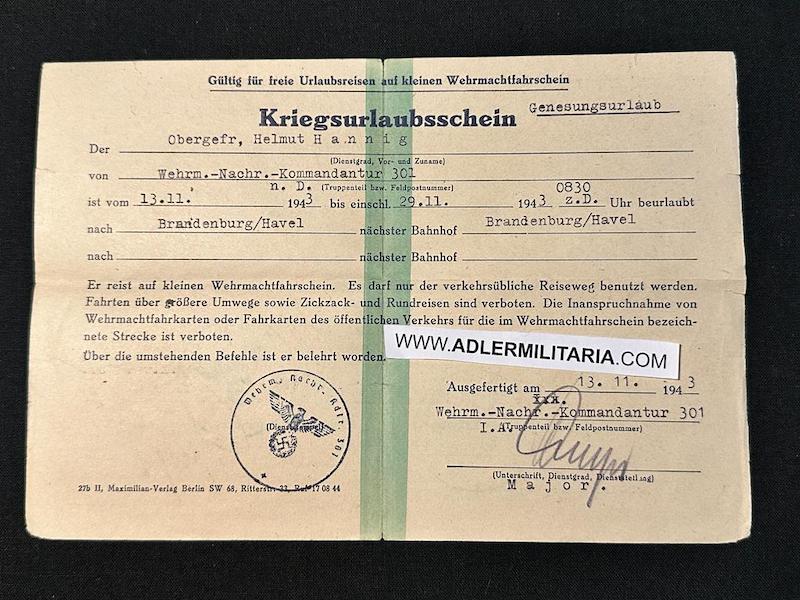 Gültig für freie Urlaubsreisen auf kleinen Wehrmachtfahrschein
Kriegsurlaubsschein
Genesungsurlaub
Der Obergefr, Helmut H a n n i g
(Dienstgrad, Vor- und Zuname)
von Wehrm.-Nachr.-Kommandantur 301
n. D. (Truppenteil bzw. Feldpostnummer) 0830
ist vom 13.11. 1943 bis einschl. 29.11. 1943 z.D. Uhr beurlaubt
nach Brandenburg/Havel nächster Bahnhof Brandenburg/Havel
nach nächster Bahnhof
Er reist auf kleinen Wehrmachtfahrschein. Es darf nur der verkehrsübliche Reiseweg benutzt werden.
Fahrten über größere Umwege sowie Zickzack- und Rundreisen sind verboten. Die Inanspruchnahme von
Wehrmachtfahrkarten oder Fahrkarten des öffentlichen Verkehrs für die im Wehrmachtfahrschein bezeich-
nete Strecke ist verboten.
Über die umstehenden Befehle ist er belehrt worden.
WWW.ADLERMILITARIA.COM
Ausgefertigt am 13. 11. 1943
Xxx.
Wehrm.-Nachr.-Kommandantur 301
I.A. (Truppenteil bzw. Feldpostnummer)
(Unterschrift, Dienstgrad, Dienststellung)
M a j o r.
Wehrm. Nachr. Kdtr. 301
(Dienststempel)
27b II, Maximilian-Verlag Berlin SW 68, Ritterstr. 33, Ruf 17 08 44